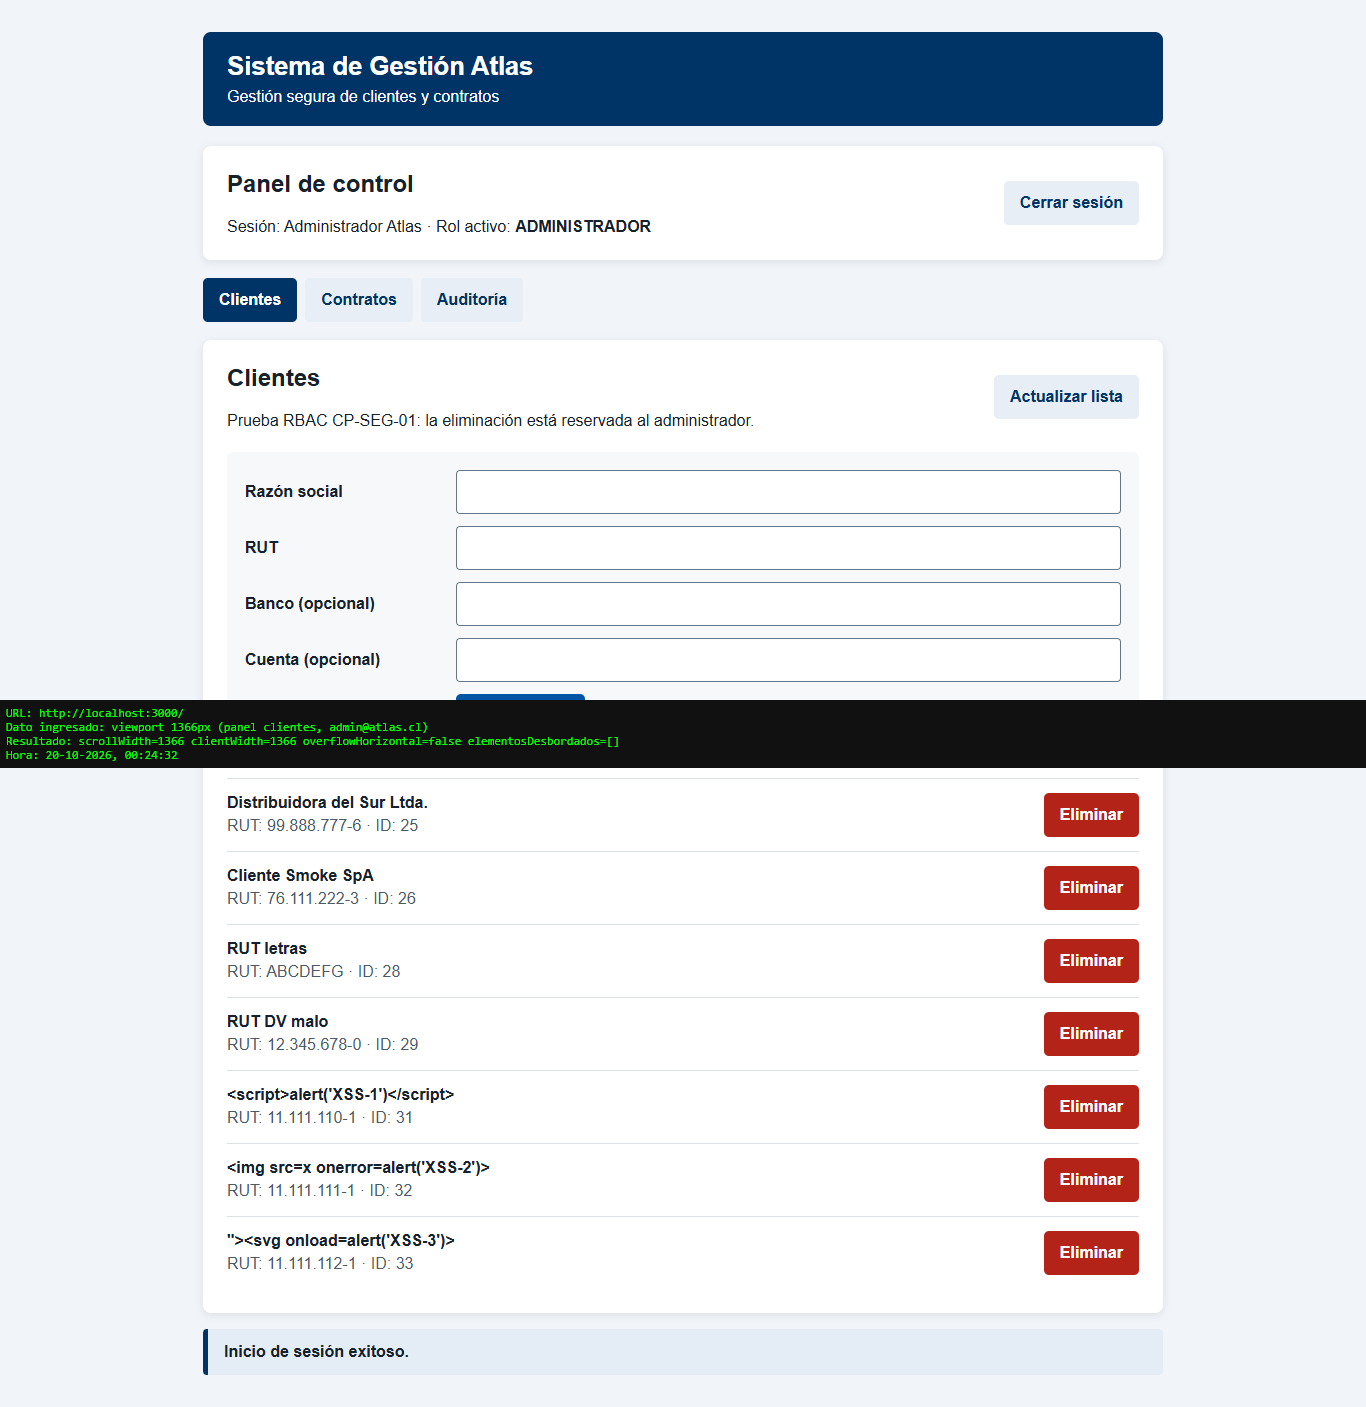 Sistema de Gestión Atlas
Gestión segura de clientes y contratos
Panel de control
Sesión: Administrador Atlas · Rol activo: ADMINISTRADOR
Cerrar sesión
Clientes
Contratos
Auditoría
Clientes
Prueba RBAC CP-SEG-01: la eliminación está reservada al administrador.
Actualizar lista
Razón social
RUT
Banco (opcional)
Cuenta (opcional)
URL: http://localhost:3000/
Dato ingresado: viewport 1366px (panel clientes, admin@atlas.cl)
Resultado: scrollWidth=1366 clientWidth=1366 overflowHorizontal=false elementosDesbordados=[]
Hora: 20-10-2026, 00:24:32
Distribuidora del Sur Ltda.
RUT: 99.888.777-6 · ID: 25
Eliminar
Cliente Smoke SpA
RUT: 76.111.222-3 · ID: 26
Eliminar
RUT letras
RUT: ABCDEFG · ID: 28
Eliminar
RUT DV malo
RUT: 12.345.678-0 · ID: 29
Eliminar
<script>alert('XSS-1')</script>
RUT: 11.111.110-1 · ID: 31
Eliminar
<img src=x onerror=alert('XSS-2')>
RUT: 11.111.111-1 · ID: 32
Eliminar
"><svg onload=alert('XSS-3')>
RUT: 11.111.112-1 · ID: 33
Eliminar
Inicio de sesión exitoso.